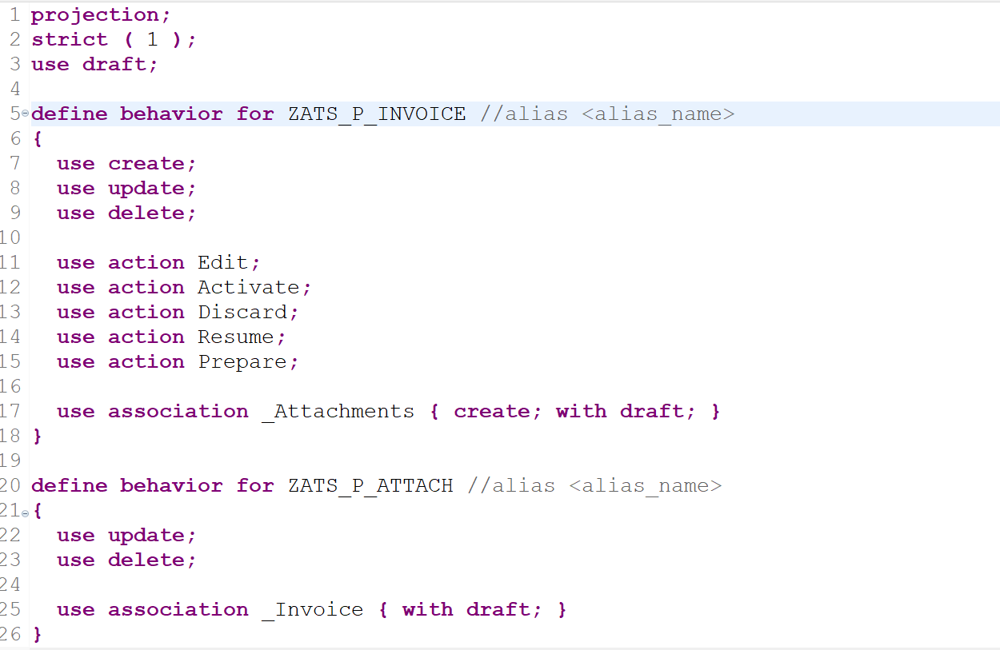 1 projection;
2 strict ( 1 );
3 use draft;
4
5 define behavior for ZATS_P_INVOICE //alias <alias_name>
6 {
7 use create;
8 use update;
9 use delete;
10
11 use action Edit;
12 use action Activate;
13 use action Discard;
14 use action Resume;
15 use action Prepare;
16
17 use association _Attachments { create; with draft; }
18 }
19
20 define behavior for ZATS_P_ATTACH //alias <alias_name>
21 {
22 use update;
23 use delete;
24
25 use association _Invoice { with draft; }
26 }